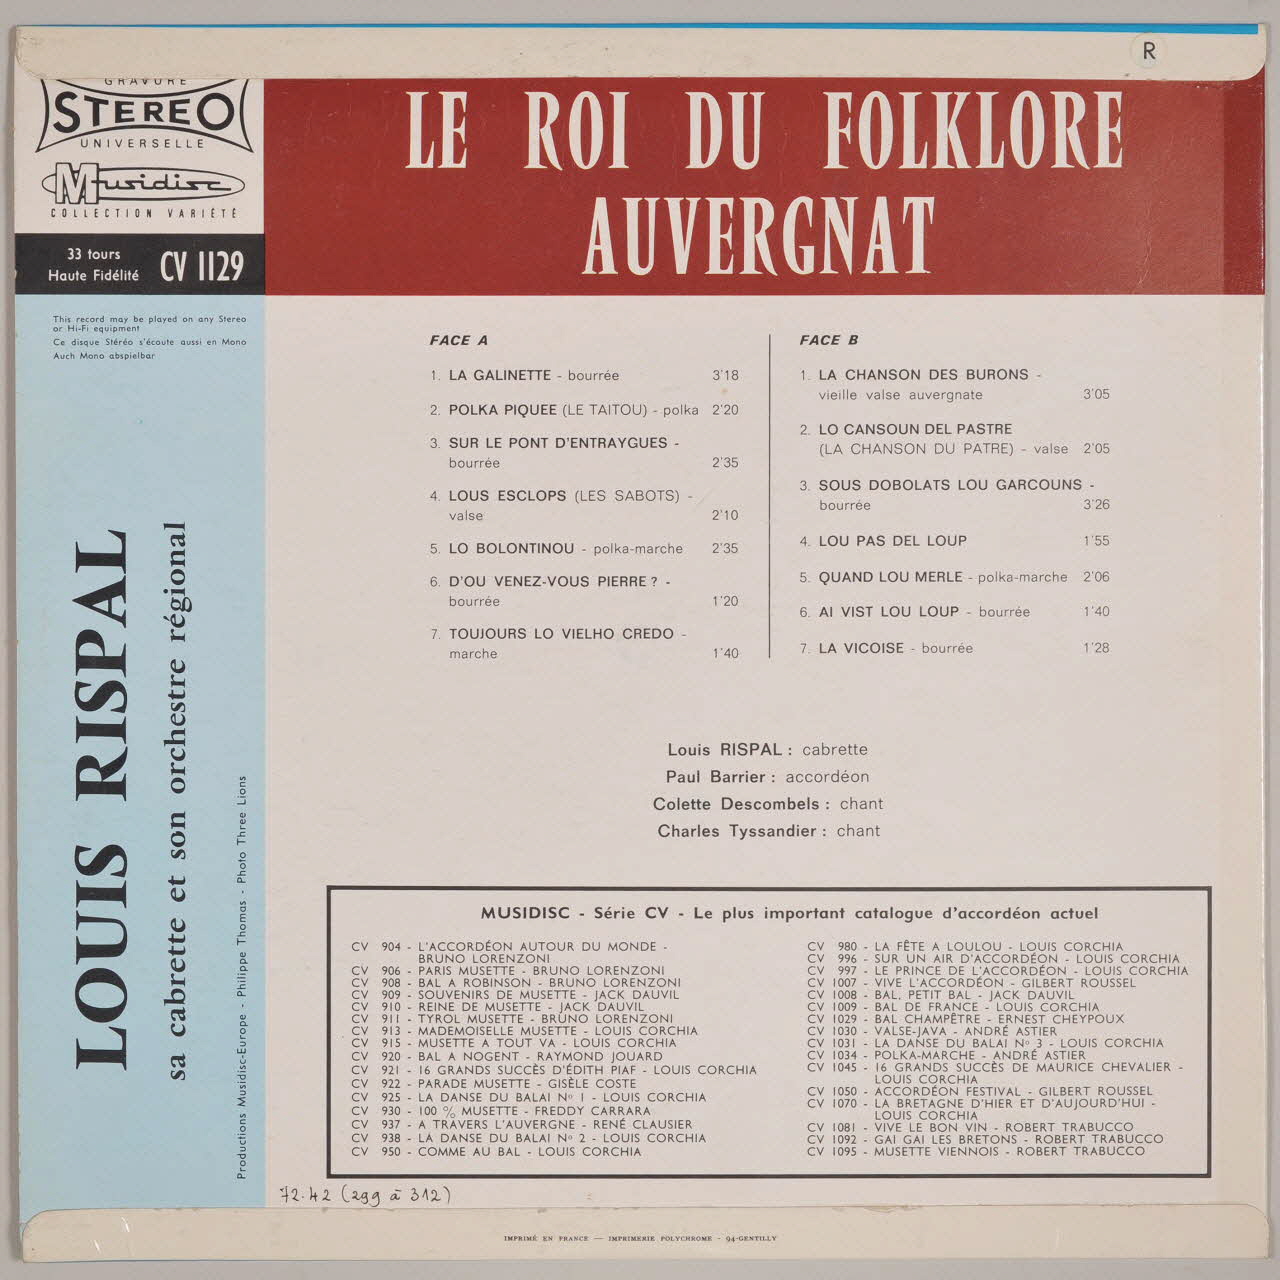 R
GRAVURE
STEREO
UNIVERSELLE
Musidisc
COLLECTION VARIÉTÉ
33 tours
Haute Fidélité CV 1129
LE ROI DU FOLKLORE
AUVERGNAT
This record may be played on any Stereo
or Hi-Fi equipment
Ce disque Stéréo s'écoute aussi en Mono
Auch Mono abspielbar
LOUIS RISPAL
sa cabrette et son orchestre régional
Productions Musidisc-Europe - Philippe Thomas - Photo Three Lions
FACE A
1. LA GALINETTE - bourrée 3'18
2. POLKA PIQUEE (LE TAITOU) - polka 2'20
3. SUR LE PONT D'ENTRAYGUES -
bourrée 2'35
4. LOUS ESCLOPS (LES SABOTS) -
valse 2'10
5. LO BOLONTINOU - polka-marche 2'35
6. D'OU VENEZ-VOUS PIERRE ? -
bourrée 1'20
7. TOUJOURS LO VIELHO CREDO -
marche 1'40
FACE B
1. LA CHANSON DES BURONS -
vieille valse auvergnate 3'05
2. LO CANSOUN DEL PASTRE
(LA CHANSON DU PATRE) - valse 2'05
3. SOUS DOBOLATS LOU GARCOUNS -
bourrée 3'26
4. LOU PAS DEL LOUP 1'55
5. QUAND LOU MERLE - polka-marche 2'06
6. AI VIST LOU LOUP - bourrée 1'40
7. LA VICOISE - bourrée 1'28
Louis RISPAL : cabrette
Paul Barrier : accordéon
Colette Descombels : chant
Charles Tyssandier : chant
MUSIDISC - Série CV - Le plus important catalogue d'accordéon actuel
CV 904 - L'ACCORDÉON AUTOUR DU MONDE -
BRUNO LORENZONI
CV 906 - PARIS MUSETTE - BRUNO LORENZONI
CV 908 - BAL A ROBINSON - BRUNO LORENZONI
CV 909 - SOUVENIRS DE MUSETTE - JACK DAUVIL
CV 910 - REINE DE MUSETTE - JACK DAUVIL
CV 911 - TYROL MUSETTE - BRUNO LORENZONI
CV 913 - MADEMOISELLE MUSETTE - LOUIS CORCHIA
CV 915 - MUSETTE A TOUT VA - LOUIS CORCHIA
CV 920 - BAL A NOGENT - RAYMOND JOUARD
CV 921 - 16 GRANDS SUCCÈS D'ÉDITH PIAF - LOUIS CORCHIA
CV 922 - PARADE MUSETTE - GISÈLE COSTE
CV 925 - LA DANSE DU BALAI Nº 1 - LOUIS CORCHIA
CV 930 - 100 % MUSETTE - FREDDY CARRARA
CV 937 - A TRAVERS L'AUVERGNE - RENÉ CLAUSIER
CV 938 - LA DANSE DU BALAI Nº 2 - LOUIS CORCHIA
CV 950 - COMME AU BAL - LOUIS CORCHIA
CV 980 - LA FÊTE A LOULOU - LOUIS CORCHIA
CV 996 - SUR UN AIR D'ACCORDÉON - LOUIS CORCHIA
CV 997 - LE PRINCE DE L'ACCORDÉON - LOUIS CORCHIA
CV 1007 - VIVE L'ACCORDÉON - GILBERT ROUSSEL
CV 1008 - BAL, PETIT BAL - JACK DAUVIL
CV 1009 - BAL DE FRANCE - LOUIS CORCHIA
CV 1029 - BAL CHAMPÊTRE - ERNEST CHEYPOUX
CV 1030 - VALSE-JAVA - ANDRÉ ASTIER
CV 1031 - LA DANSE DU BALAI Nº 3 - LOUIS CORCHIA
CV 1034 - POLKA-MARCHE - ANDRÉ ASTIER
CV 1045 - 16 GRANDS SUCCÈS DE MAURICE CHEVALIER -
LOUIS CORCHIA
CV 1050 - ACCORDÉON FESTIVAL - GILBERT ROUSSEL
CV 1070 - LA BRETAGNE D'HIER ET D'AUJOURD'HUI -
LOUIS CORCHIA
CV 1081 - VIVE LE BON VIN - ROBERT TRABUCCO
CV 1092 - GAI GAI LES BRETONS - ROBERT TRABUCCO
CV 1095 - MUSETTE VIENNOIS - ROBERT TRABUCCO
72.42 (299 à 312)
IMPRIMÉ EN FRANCE — IMPRIMERIE POLYCHROME - 94-GENTILLY